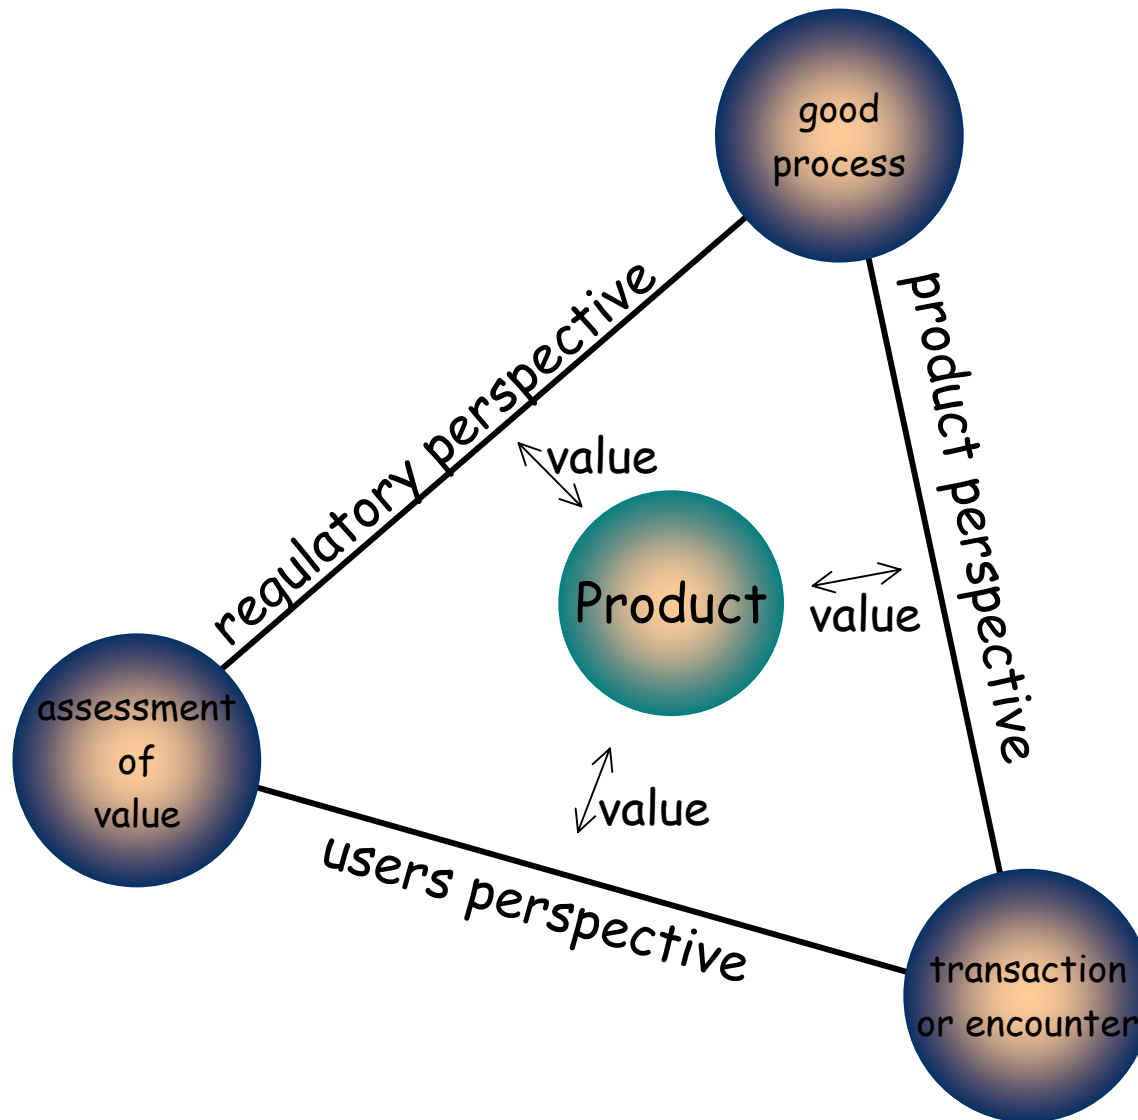 good
process
regulatory perspective
product perspective
value
Product
value
assessment
of
value
value
users perspective
transaction
or encounter